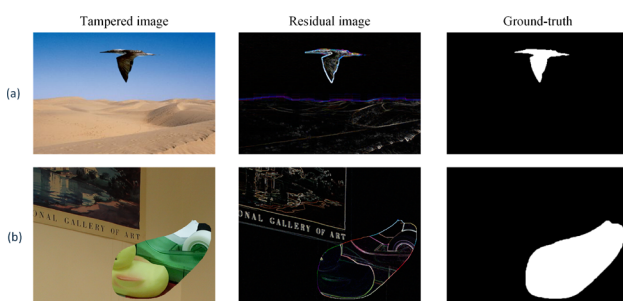 Tampered image Residual image Ground-truth
(a)
(b)
ONAL GALLERY OF ART
ONAL GALLERY OF ART